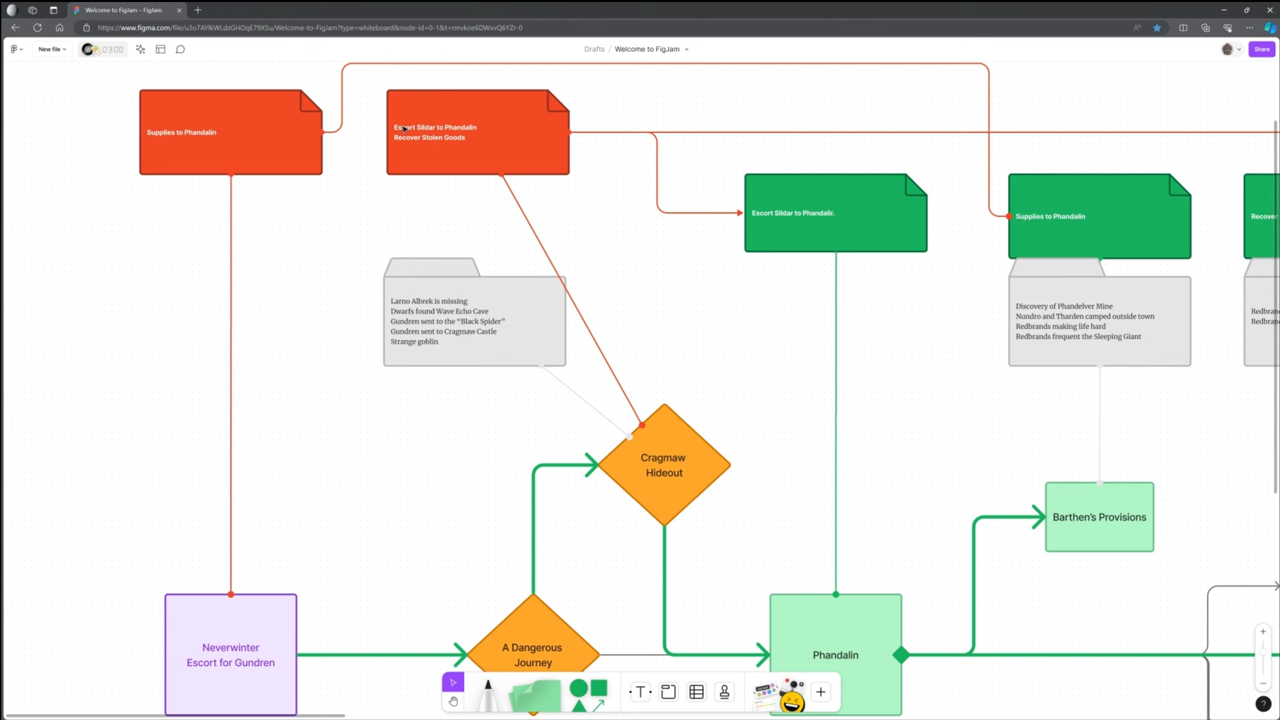 Welcome to FigJam – FigJam
https://www.figma.com/file/u3o7AYlkWLdzGHOqE79XSu/Welcome-to-FigJam?type=whiteboard&node-id=0-1&t=rmvkoe6DWsvQ6YZr-0
New file
03:00
Drafts / Welcome to FigJam
Share
Supplies to Phandalin
Escort Sildar to Phandalin
Recover Stolen Goods
Escort Sildar to Phandalin.
Supplies to Phandalin
Recover
Larno Albrek is missing
Dwarfs found Wave Echo Cave
Gundren sent to the “Black Spider”
Gundren sent to Cragmaw Castle
Strange goblin
Discovery of Phandelver Mine
Nundro and Tharden camped outside town
Redbrands making life hard
Redbrands frequent the Sleeping Giant
Cragmaw
Hideout
Barthen's Provisions
Neverwinter
Escort for Gundren
A Dangerous
Journey
Phandalin
T